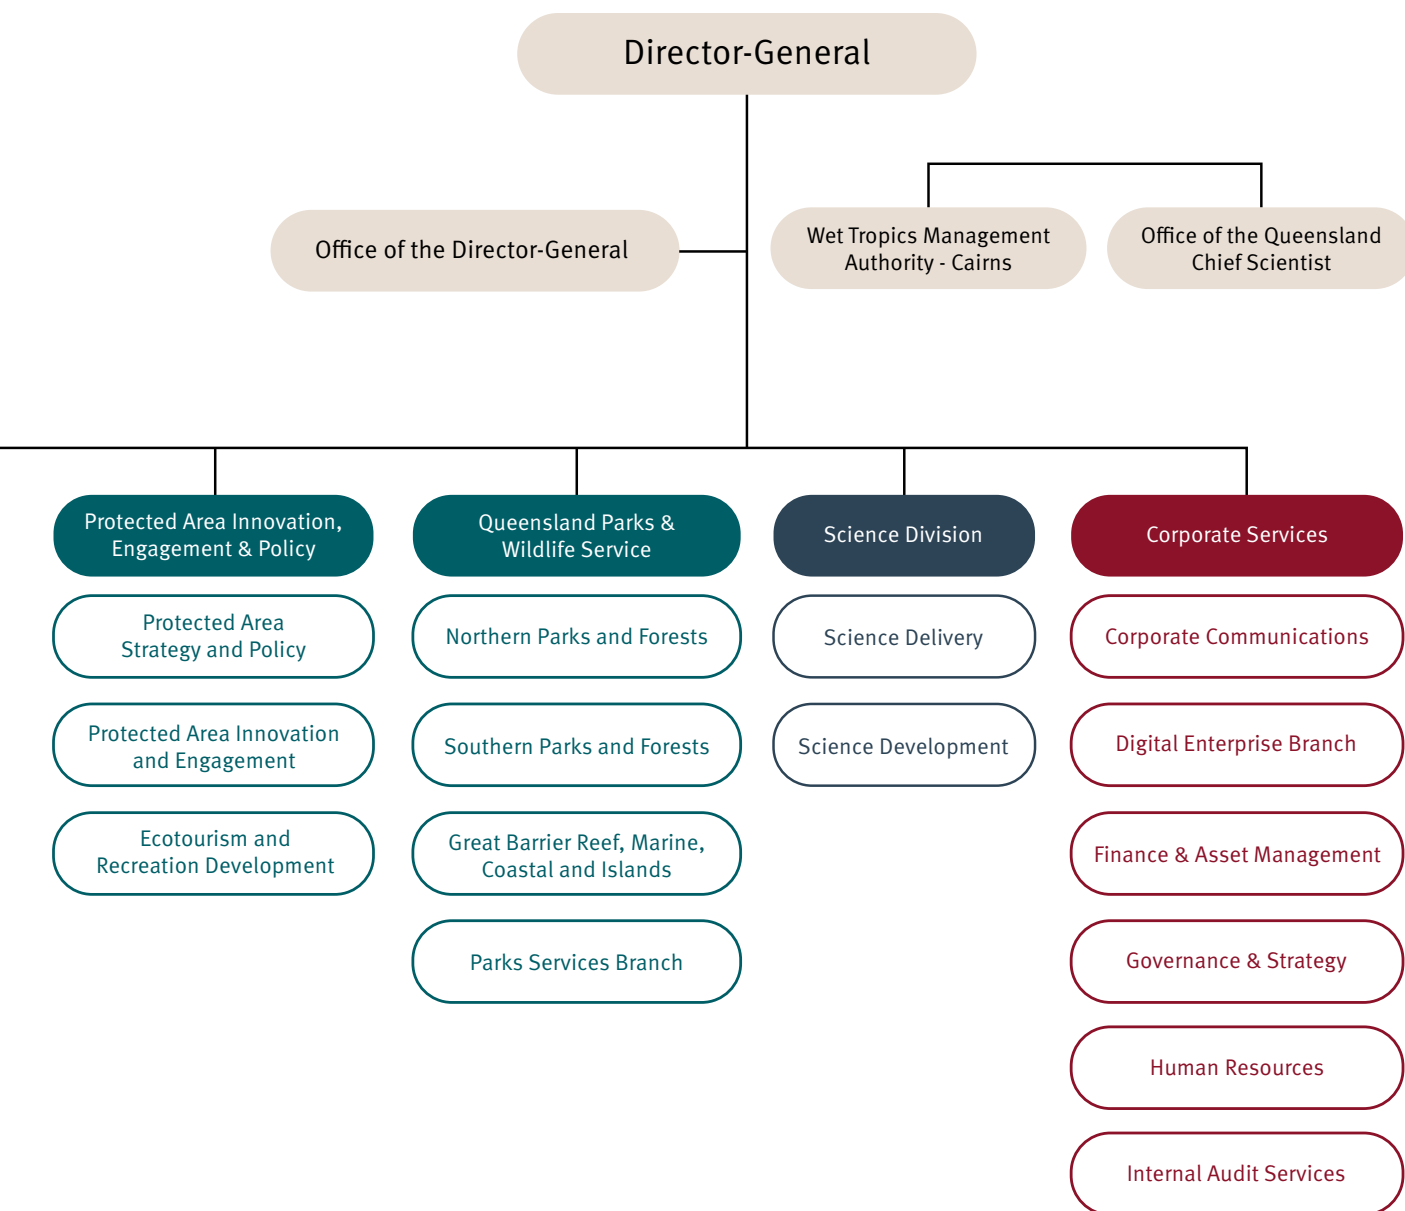 Director-General
Office of the Director-General
Wet Tropics Management
Authority - Cairns
Office of the Queensland
Chief Scientist
Protected Area Innovation,
Engagement & Policy
Protected Area
Strategy and Policy
Protected Area Innovation
and Engagement
Ecotourism and
Recreation Development
Queensland Parks &
Wildlife Service
Northern Parks and Forests
Southern Parks and Forests
Great Barrier Reef, Marine,
Coastal and Islands
Parks Services Branch
Science Division
Science Delivery
Science Development
Corporate Services
Corporate Communications
Digital Enterprise Branch
Finance & Asset Management
Governance & Strategy
Human Resources
Internal Audit Services